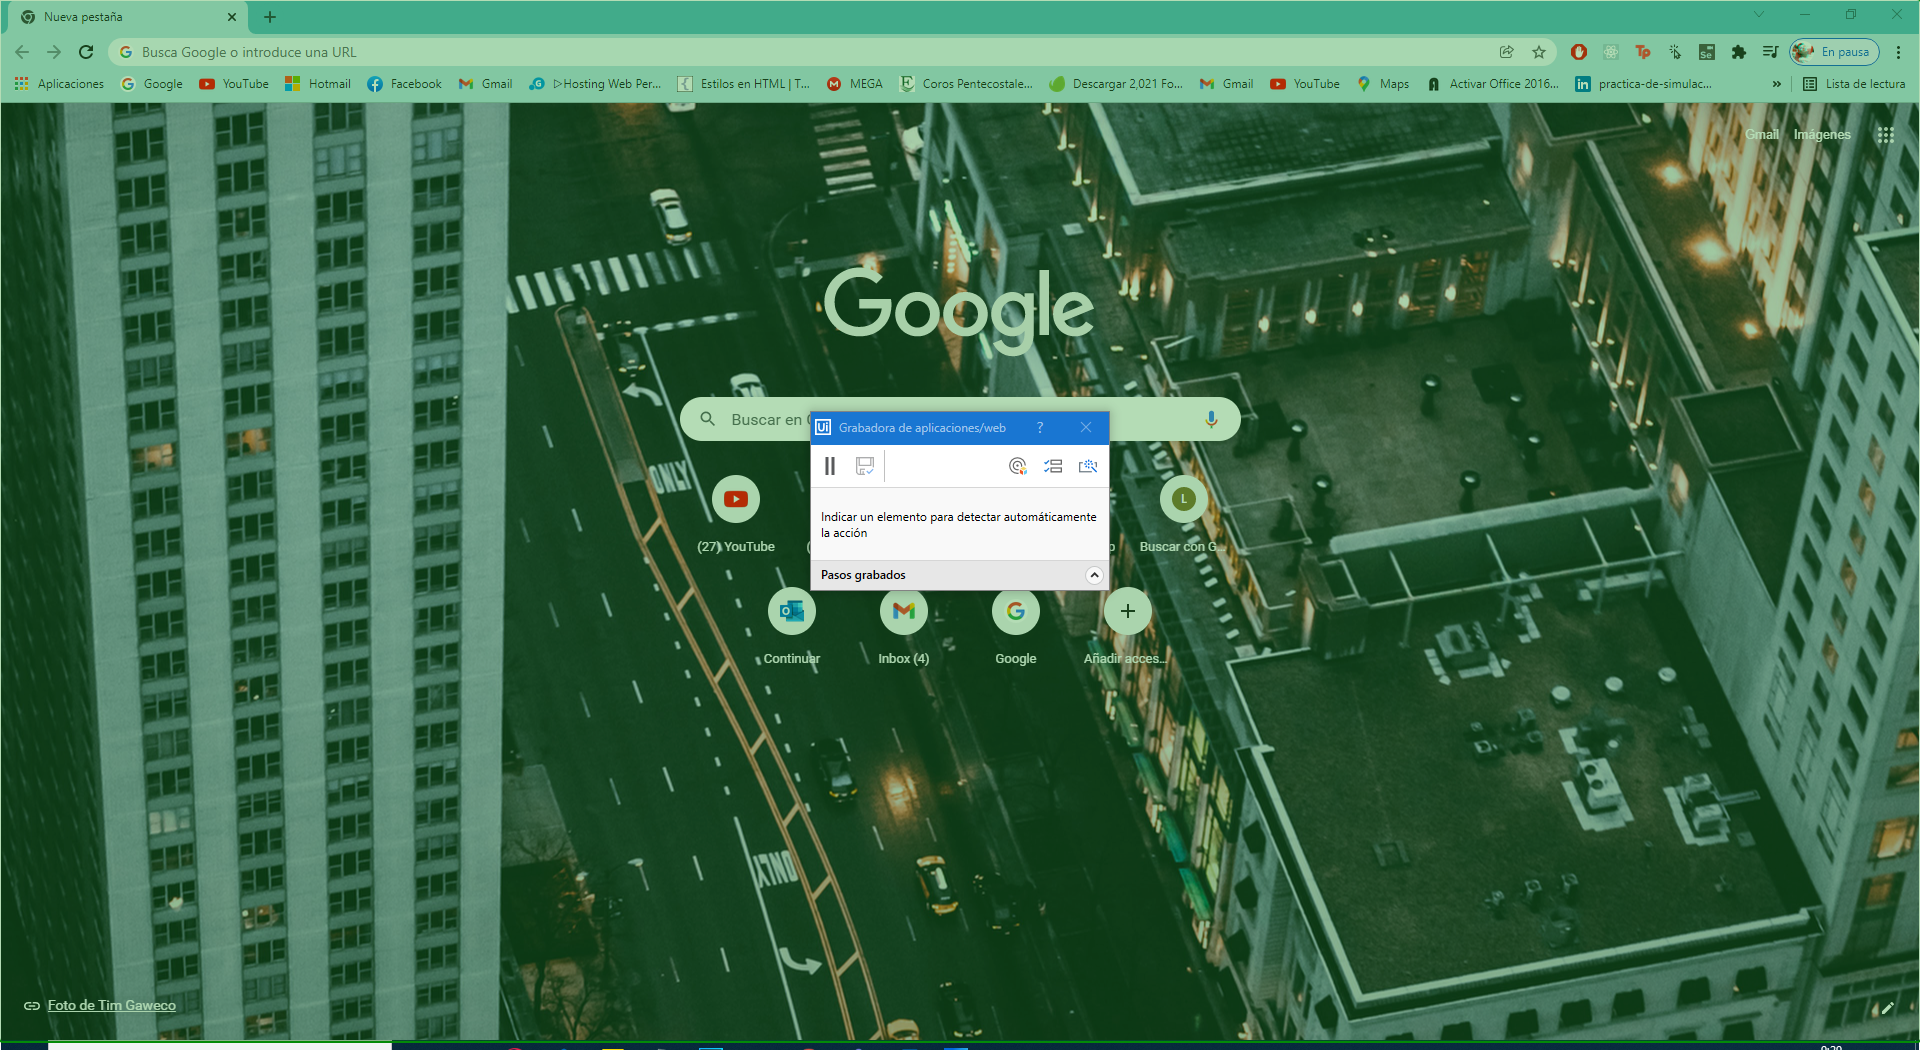 Nueva pestaña
Busca Google o introduce una URL
En pausa
Aplicaciones
Google
YouTube
Hotmail
Facebook
Gmail
Hosting Web Per...
Estilos en HTML | T...
MEGA
Coros Pentecostale...
Descargar 2,021 Fo...
Gmail
YouTube
Maps
Activar Office 2016...
practica-de-simulac...
Lista de lectura
Gmail
Imágenes
Google
Buscar en
Ui Grabadora de aplicaciones/web
Indicar un elemento para detectar automáticamente
la acción
Pasos grabados
L
(27) YouTube
Buscar con G...
Continuar
Inbox (4)
Google
Añadir acces...
ONLY
ONLY
Foto de Tim Gaweco